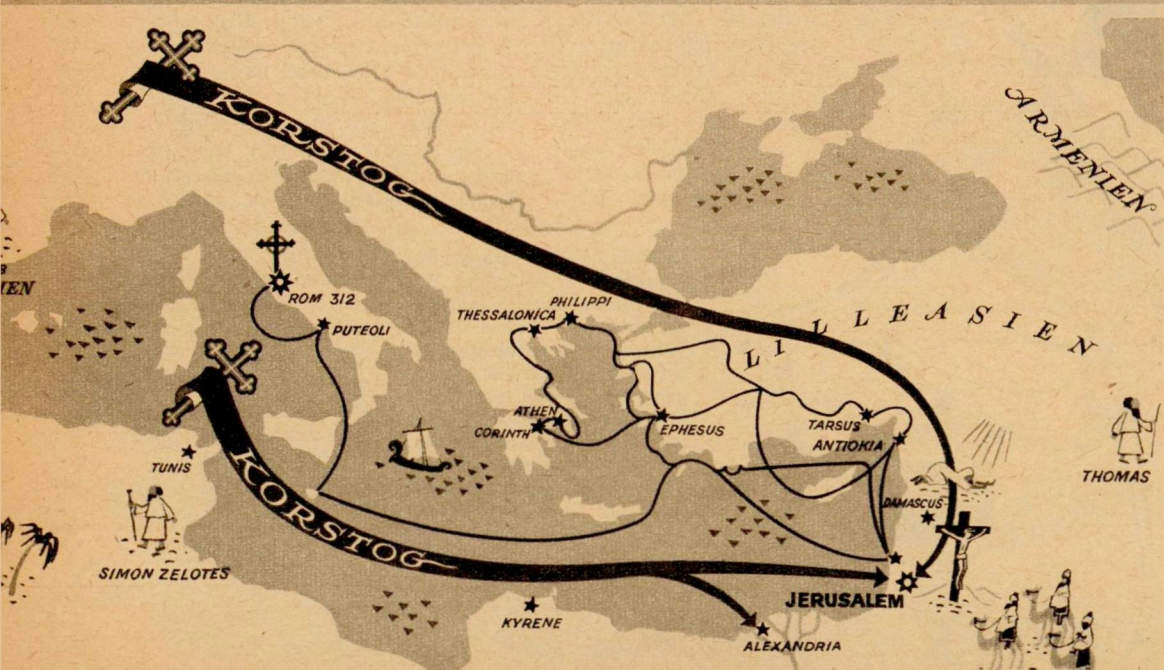 KORSTOG
ARMENIEN
IEN
ROM 312
PUTEOLI
PHILIPPI
THESSALONICA
LILLEASIEN
ATHEN
CORINTH
EPHESUS
TARSUS
ANTIOKIA
TUNIS
KORSTOG
THOMAS
DAMASCUS
SIMON ZELOTES
JERUSALEM
KYRENE
ALEXANDRIA